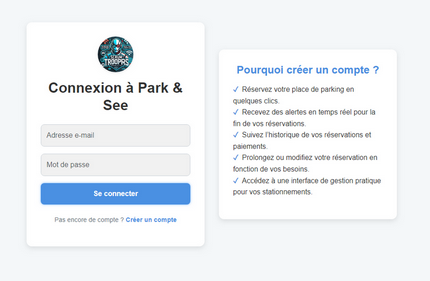 TROOPERS
Connexion à Park &
See
Adresse e-mail
Mot de passe
Se connecter
Pas encore de compte ? Créer un compte
Pourquoi créer un compte ?
✓ Réservez votre place de parking en
quelques clics.
✓ Recevez des alertes en temps réel pour la
fin de vos réservations.
✓ Suivez l'historique de vos réservations et
paiements.
✓ Prolongez ou modifiez votre réservation en
fonction de vos besoins.
✓ Accédez à une interface de gestion pratique
pour vos stationnements.